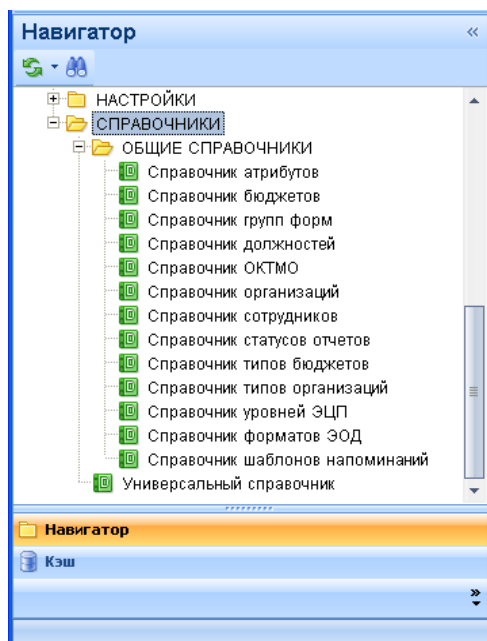 Навигатор
НАСТРОЙКИ
СПРАВОЧНИКИ
ОБЩИЕ СПРАВОЧНИКИ
Справочник атрибутов
Справочник бюджетов
Справочник групп форм
Справочник должностей
Справочник ОКТМО
Справочник организаций
Справочник сотрудников
Справочник статусов отчетов
Справочник типов бюджетов
Справочник типов организаций
Справочник уровней ЭЦП
Справочник форматов ЭОД
Справочник шаблонов напоминаний
Универсальный справочник
Навигатор
Кэш